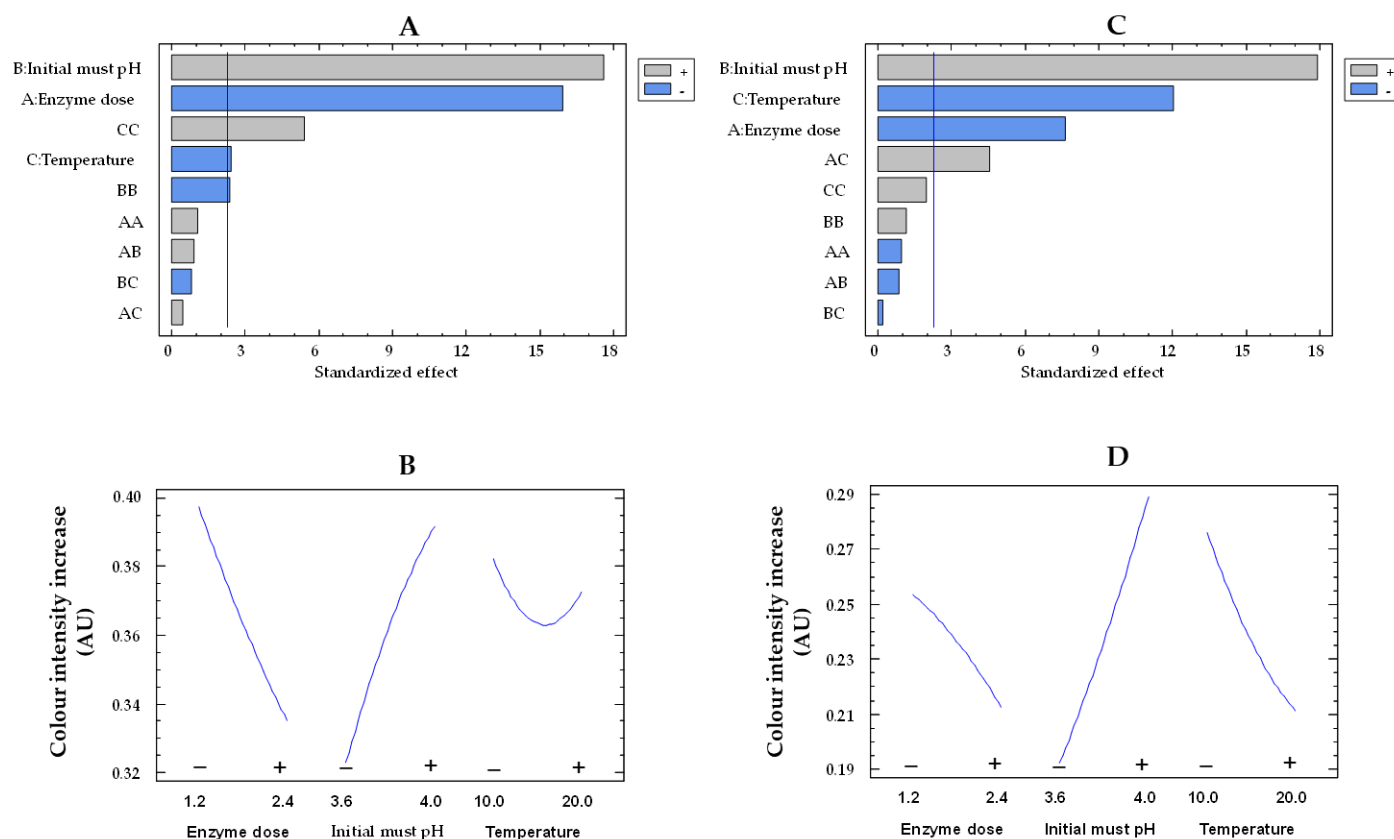 A
B:Initial must pH
A:Enzyme dose
CC
C:Temperature
BB
AA
AB
BC
AC
+
-
0 3 6 9 12 15 18
Standardized effect
C
B:Initial must pH
C:Temperature
A:Enzyme dose
AC
CC
BB
AA
AB
BC
+
-
0 3 6 9 12 15 18
Standardized effect
B
Colour intensity increase
(AU)
0.40
0.38
0.36
0.34
0.32
− + − + − +
1.2 2.4 3.6 4.0 10.0 20.0
Enzyme dose Initial must pH Temperature
D
Colour intensity increase
(AU)
0.29
0.27
0.25
0.23
0.21
0.19
− + − + − +
1.2 2.4 3.6 4.0 10.0 20.0
Enzyme dose Initial must pH Temperature